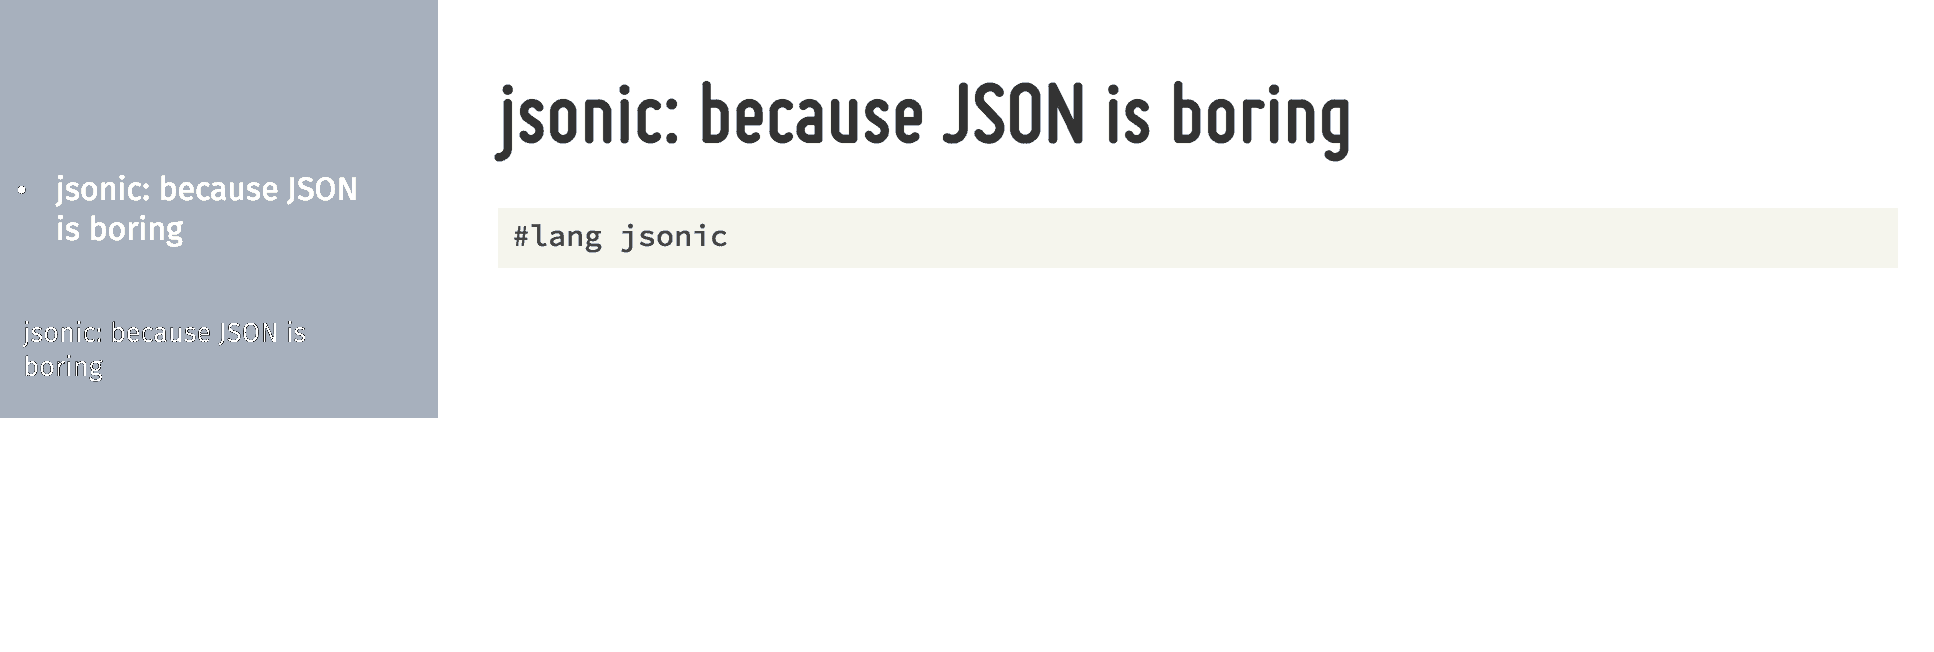 • jsonic: because JSON
is boring
jsonic: because JSON is
boring
jsonic: because JSON is boring
#lang jsonic